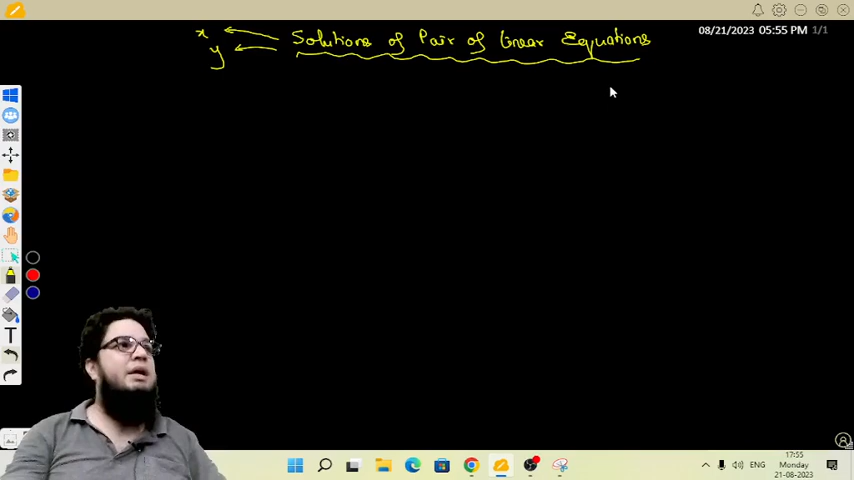 08/21/2023 05:55 PM 1/1
x
Solutions of Pair of Linear Equations
y
T
ENG
17:55
Monday
21-08-2023